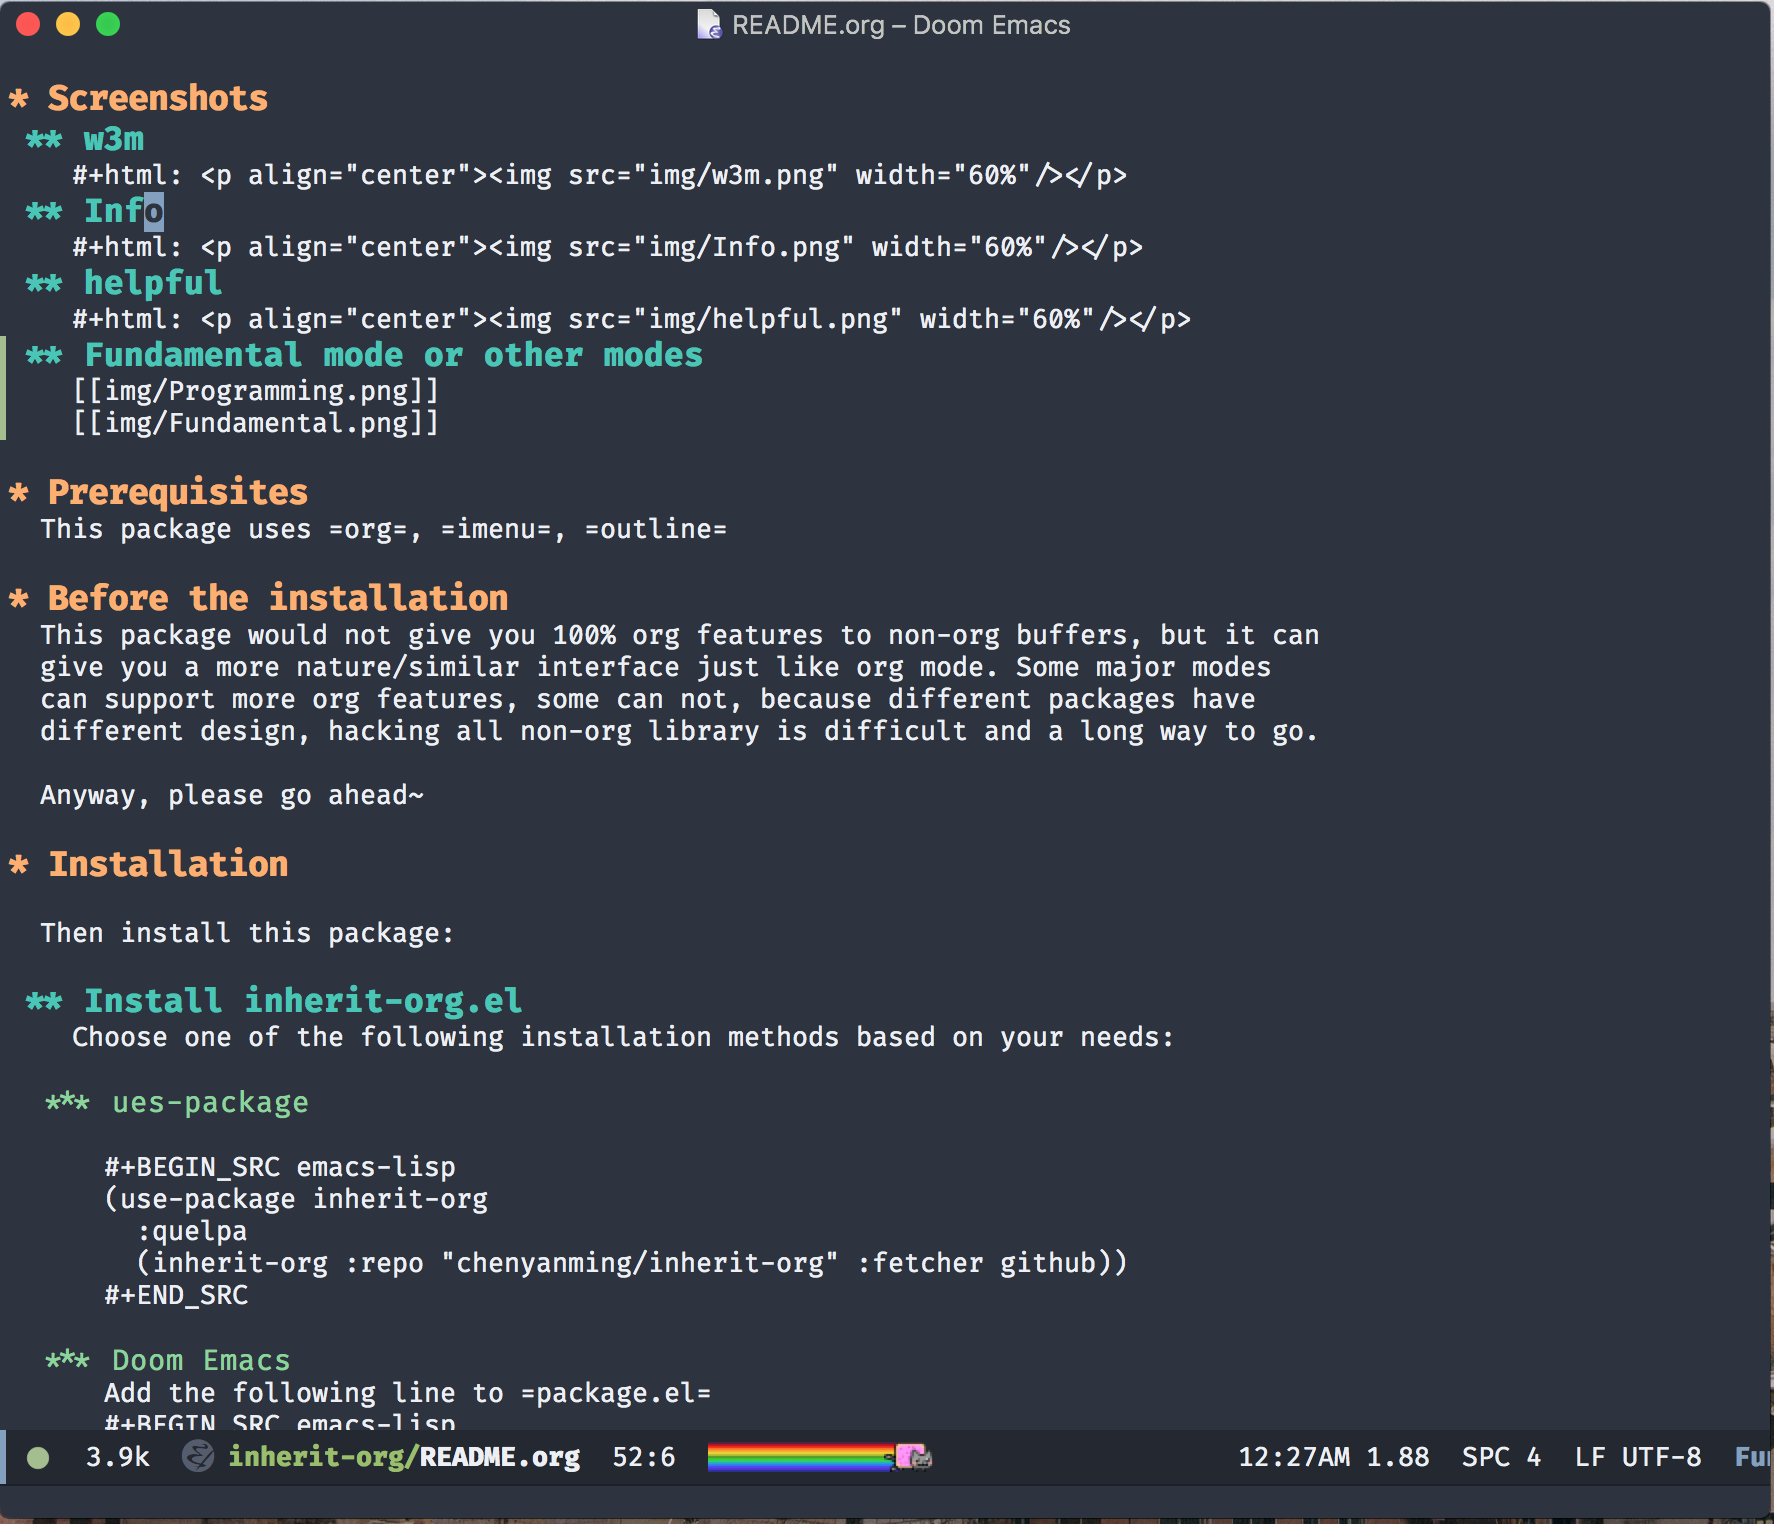 README.org – Doom Emacs
* Screenshots
** w3m
#+html: <p align="center"><img src="img/w3m.png" width="60%"/></p>
** Info
#+html: <p align="center"><img src="img/Info.png" width="60%"/></p>
** helpful
#+html: <p align="center"><img src="img/helpful.png" width="60%"/></p>
** Fundamental mode or other modes
[[img/Programming.png]]
[[img/Fundamental.png]]
* Prerequisites
This package uses =org=, =imenu=, =outline=
* Before the installation
This package would not give you 100% org features to non-org buffers, but it can
give you a more nature/similar interface just like org mode. Some major modes
can support more org features, some can not, because different packages have
different design, hacking all non-org library is difficult and a long way to go.
Anyway, please go ahead~
* Installation
Then install this package:
** Install inherit-org.el
Choose one of the following installation methods based on your needs:
*** ues-package
#+BEGIN_SRC emacs-lisp
(use-package inherit-org
:quelpa
(inherit-org :repo "chenyanming/inherit-org" :fetcher github))
#+END_SRC
*** Doom Emacs
Add the following line to =package.el=
#+BEGIN_SRC emacs-lisp
3.9k inherit-org/README.org 52:6 12:27AM 1.88 SPC 4 LF UTF-8